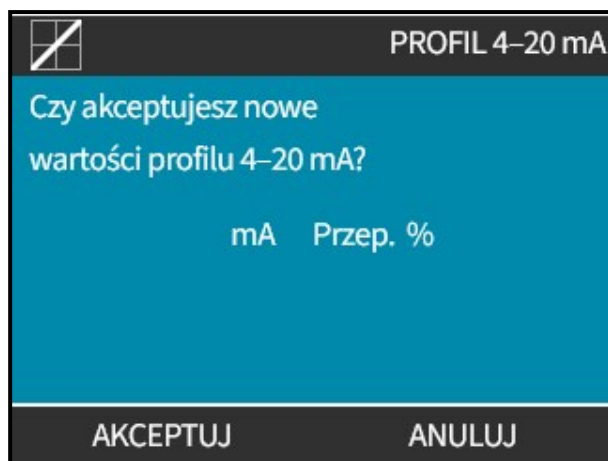 PROFIL 4–20 mA
Czy akceptujesz nowe
wartości profilu 4–20 mA?
mA Przep. %
AKCEPTUJ ANULUJ